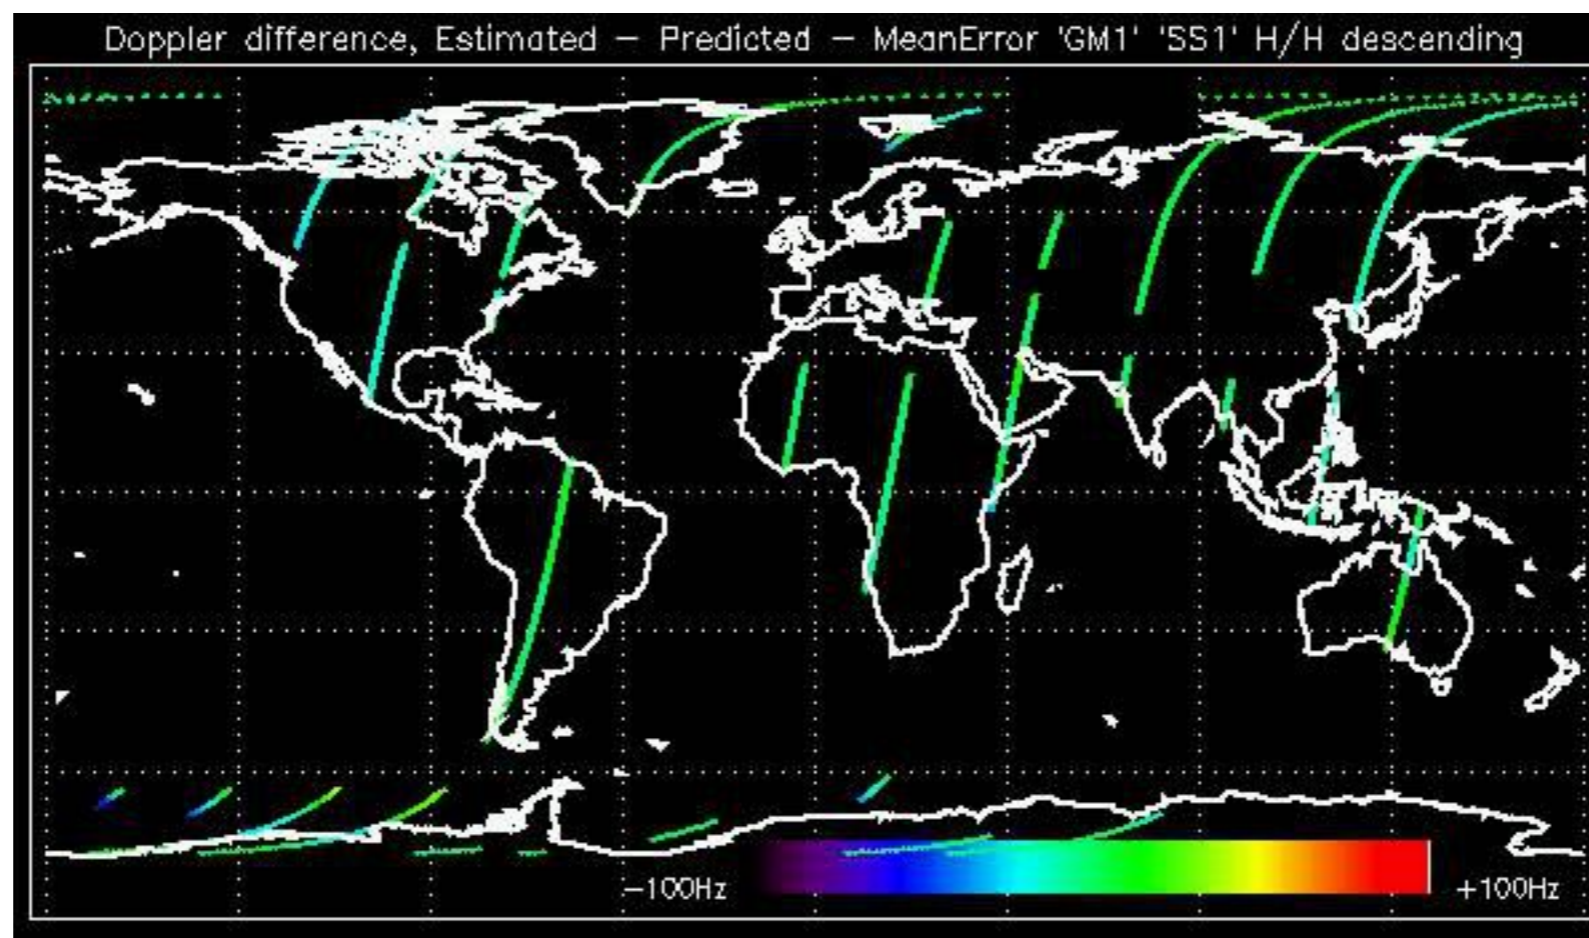 Doppler difference, Estimated − Predicted − MeanError 'GM1' 'SS1' H/H descending
−100Hz
+100Hz